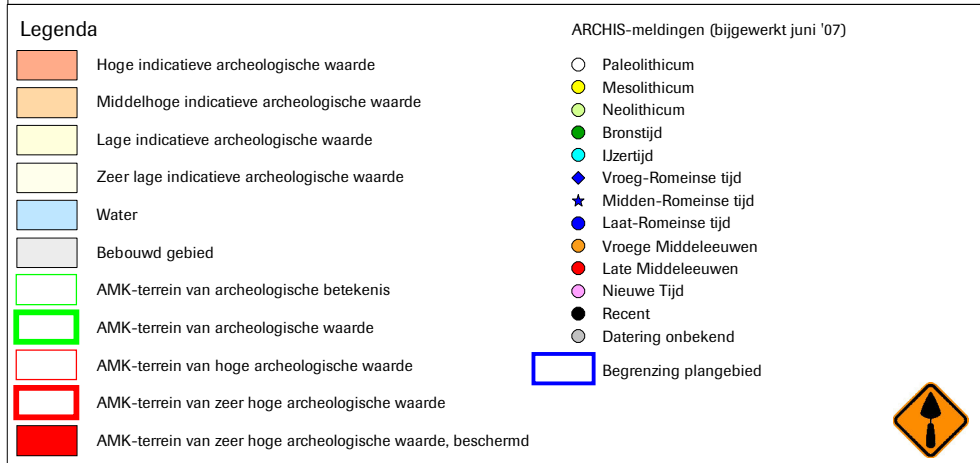 Legenda
Hoge indicatieve archeologische waarde
Middelhoge indicatieve archeologische waarde
Lage indicatieve archeologische waarde
Zeer lage indicatieve archeologische waarde
Water
Bebouwd gebied
AMK-terrein van archeologische betekenis
AMK-terrein van archeologische waarde
AMK-terrein van hoge archeologische waarde
AMK-terrein van zeer hoge archeologische waarde
AMK-terrein van zeer hoge archeologische waarde, beschermd
ARCHIS-meldingen (bijgewerkt juni '07)
Paleolithicum
Mesolithicum
Neolithicum
Bronstijd
IJzertijd
Vroeg-Romeinse tijd
Midden-Romeinse tijd
Laat-Romeinse tijd
Vroege Middeleeuwen
Late Middeleeuwen
Nieuwe Tijd
Recent
Datering onbekend
Begrenzing plangebied